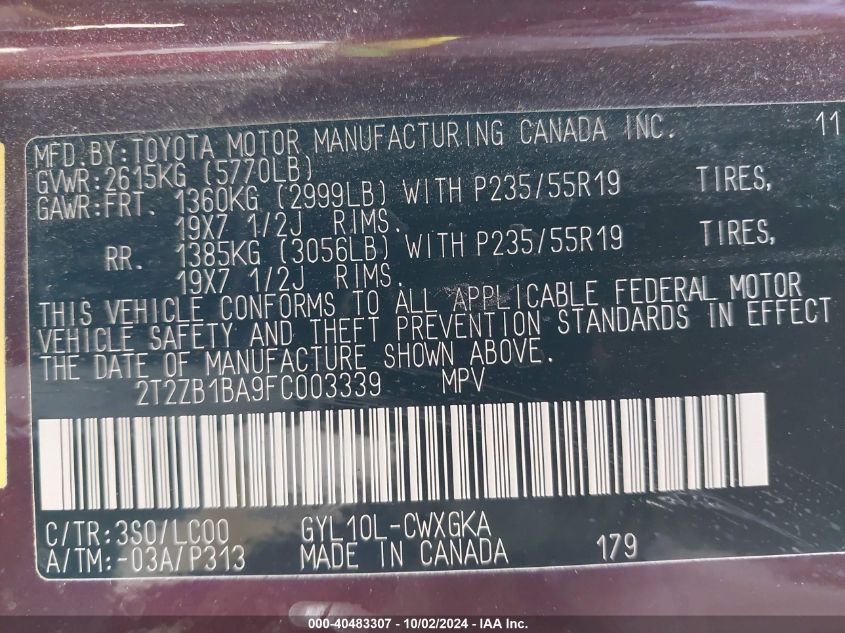 MFD.BY:TOYOTA MOTOR MANUFACTURING CANADA INC. 11
GVWR:2615KG (5770LB)
GAWR:FRT. 1360KG (2999LB) WITH P235/55R19 TIRES,
19X7 1/2J RIMS.
RR. 1385KG (3056LB) WITH P235/55R19 TIRES,
19X7 1/2J RIMS.
THIS VEHICLE CONFORMS TO ALL APPLICABLE FEDERAL MOTOR
VEHICLE SAFETY AND THEFT PREVENTION STANDARDS IN EFFECT
THE DATE OF MANUFACTURE SHOWN ABOVE.
2T2ZB1BA9FC003339 MPV
C/TR:3S0/LC00 GYL10L-CWXGKA
A/TM:-03A/P313 MADE IN CANADA 179
000-40483307 - 10/02/2024 - IAA Inc.